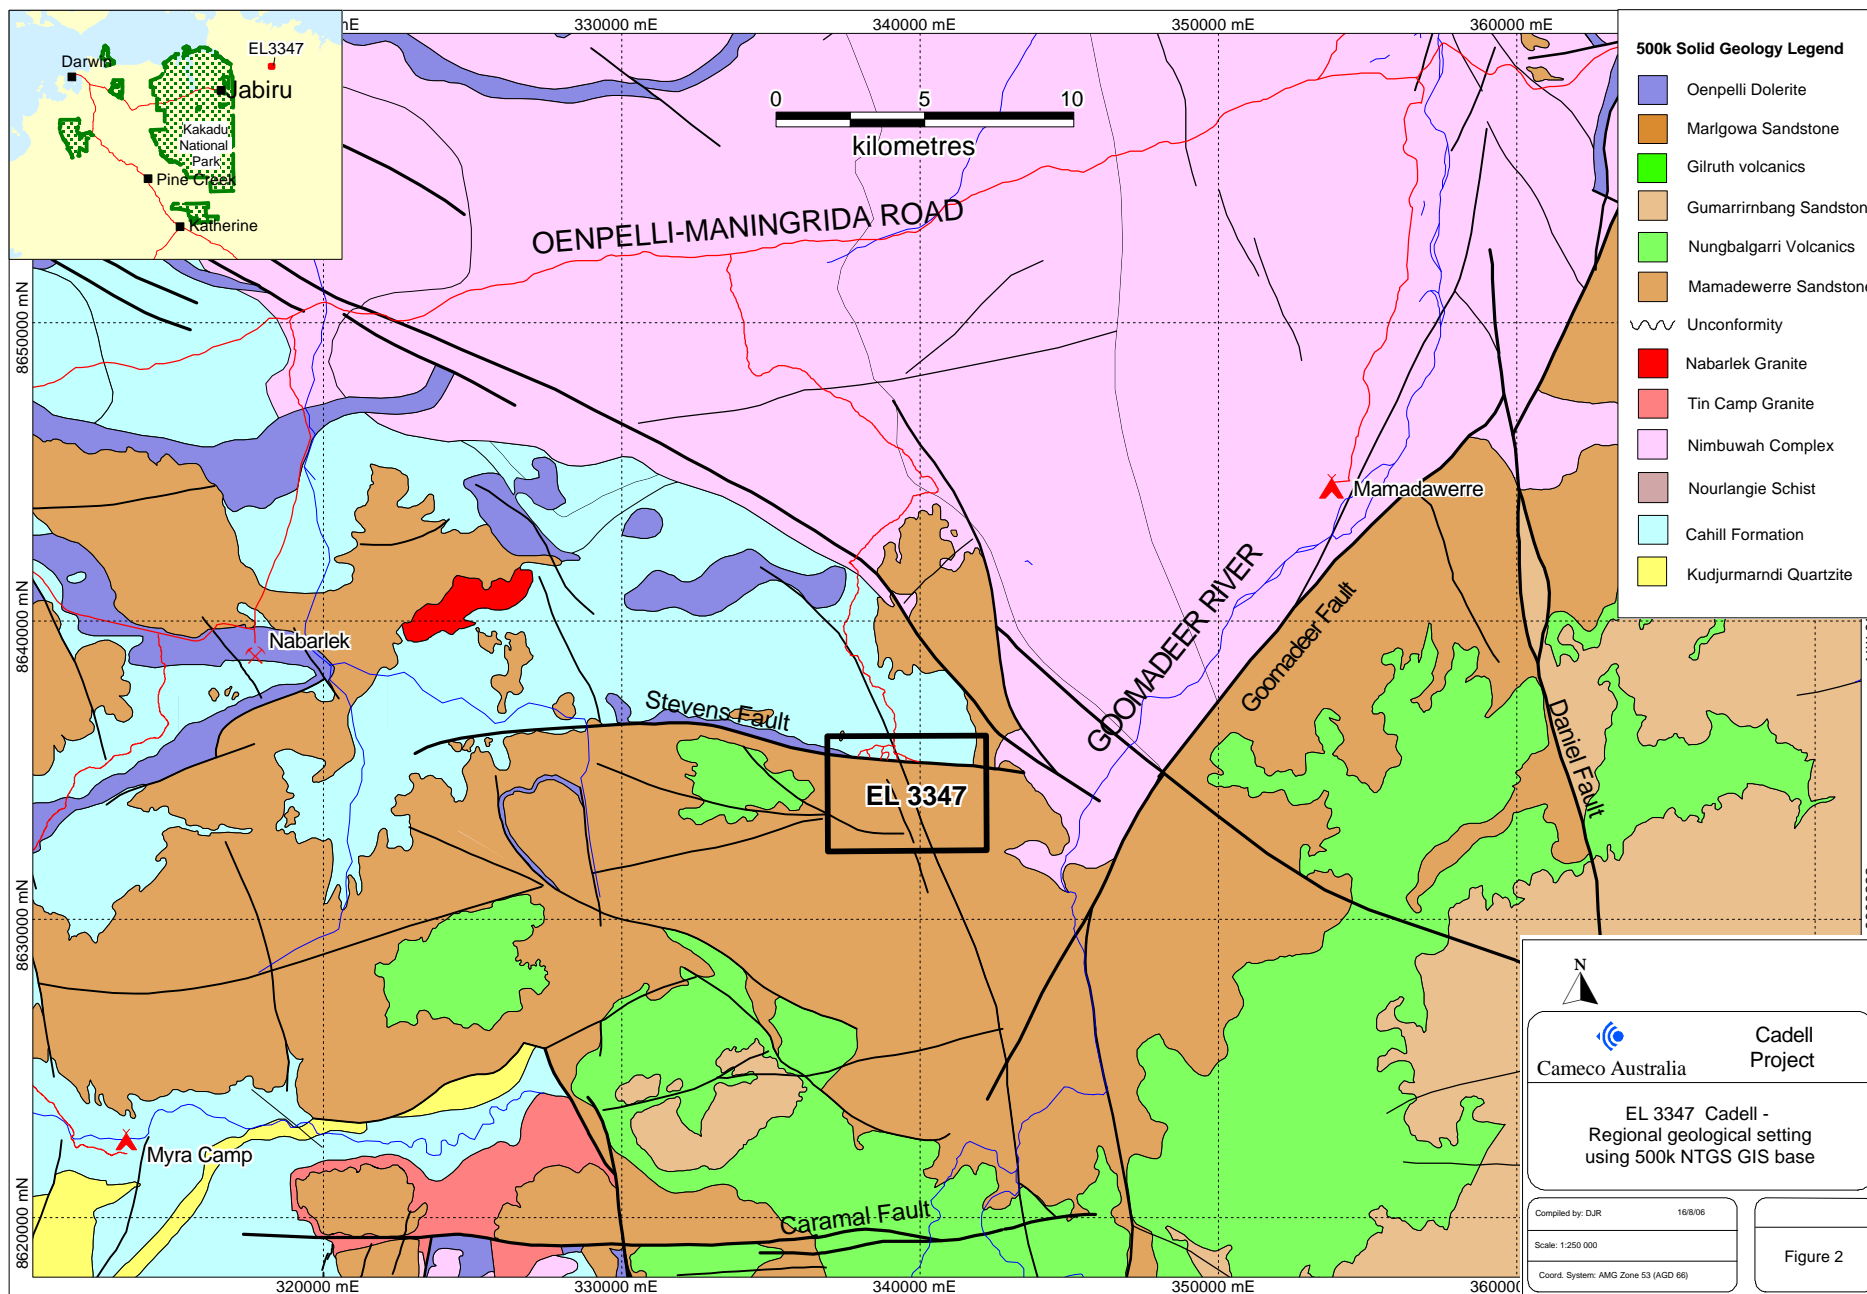 330000 mE
340000 mE
350000 mE
360000 mE
mE
EL3347
Darwin
Jabiru
Kakadu
National
Park
Pine Creek
Katherine
0 5 10
kilometres
500k Solid Geology Legend
Oenpelli Dolerite
Marlgowa Sandstone
Gilruth volcanics
Gumarrirnbang Sandston
Nungbalgarri Volcanics
Mamadewerre Sandstone
Unconformity
Nabarlek Granite
Tin Camp Granite
Nimbuwah Complex
Nourlangie Schist
Cahill Formation
Kudjurmarndi Quartzite
OENPELLI-MANINGRIDA ROAD
8650000 mN
Mamadawerre
8640000 mN
Nabarlek
GOOMADEER RIVER
Goomadeer Fault
Stevens Fault
Daniel Fault
EL 3347
8630000 mN
Myra Camp
Caramal Fault
8620000 mN
320000 mE
330000 mE
340000 mE
350000 mE
36000
N
Cameco Australia
Cadell
Project
EL 3347 Cadell -
Regional geological setting
using 500k NTGS GIS base
Compiled by: DJR 16/8/06
Scale: 1:250 000
Coord. System: AMG Zone 53 (AGD 66)
Figure 2